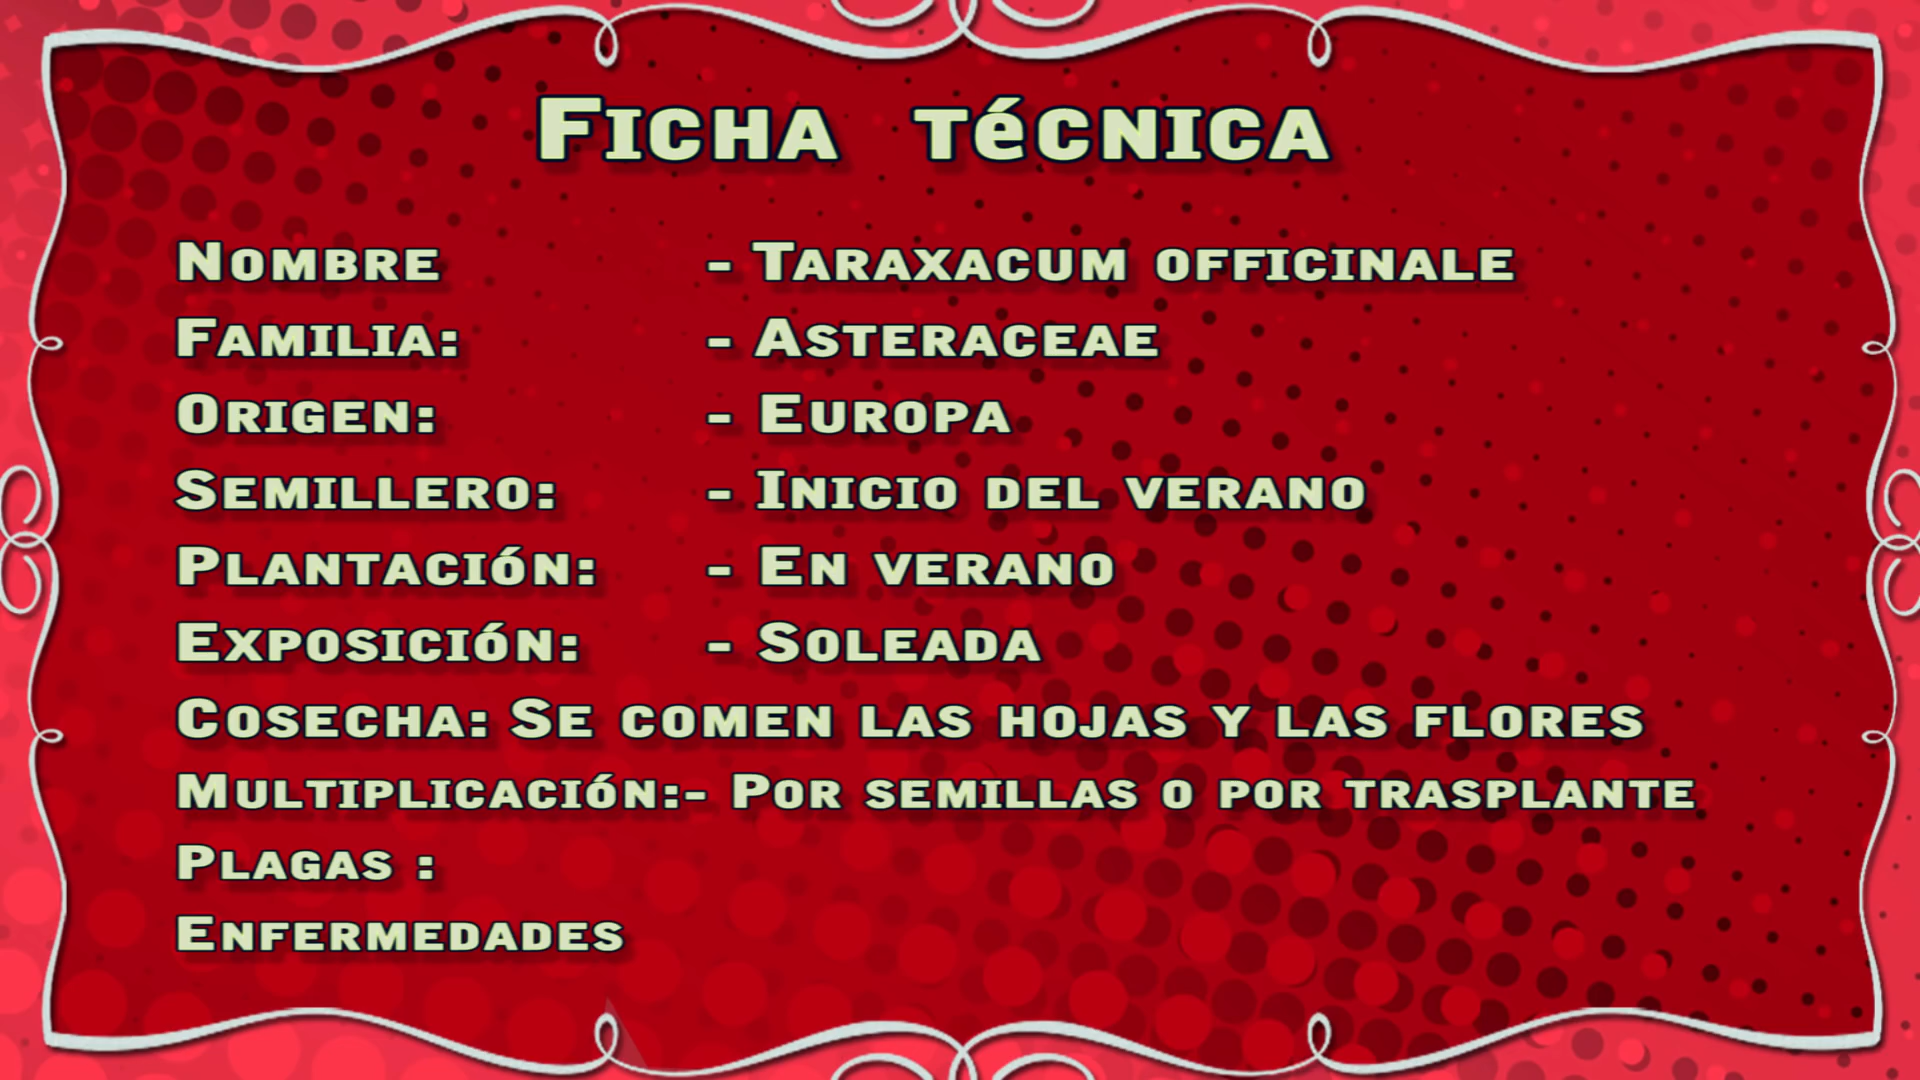 Ficha técnica
Nombre - Taraxacum officinale
Familia: - Asteraceae
Origen: - Europa
Semillero: - Inicio del verano
Plantación: - En verano
Exposición: - Soleada
Cosecha: Se comen las hojas y las flores
Multiplicación:- Por semillas o por trasplante
Plagas :
Enfermedades